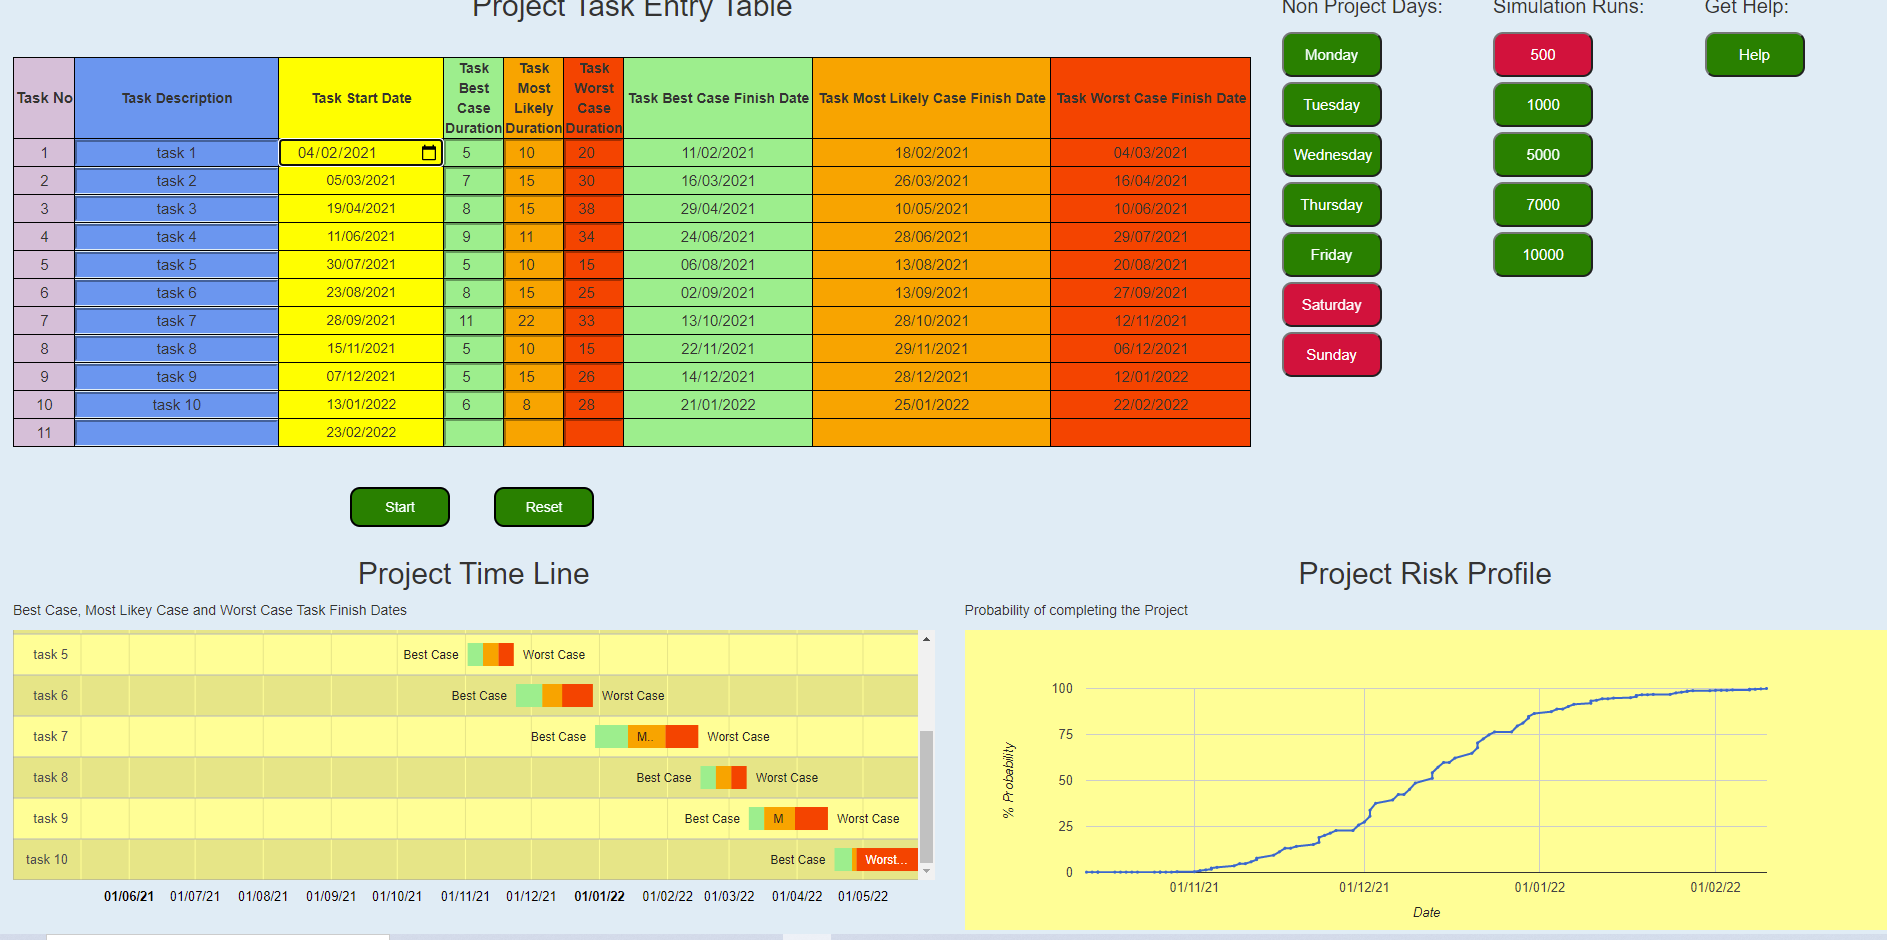 Project Task Entry Table
Non Project Days:
Simulation Runs:
Get Help:
Monday
Tuesday
Wednesday
Thursday
Friday
Saturday
Sunday
500
1000
5000
7000
10000
Help
Task No Task Description Task Start Date Task Best Case Duration Task Most Likely Duration Task Worst Case Duration Task Best Case Finish Date Task Most Likely Case Finish Date Task Worst Case Finish Date
1 task 1 04/02/2021 5 10 20 11/02/2021 18/02/2021 04/03/2021
2 task 2 05/03/2021 7 15 30 16/03/2021 26/03/2021 16/04/2021
3 task 3 19/04/2021 8 15 38 29/04/2021 10/05/2021 10/06/2021
4 task 4 11/06/2021 9 11 34 24/06/2021 28/06/2021 29/07/2021
5 task 5 30/07/2021 5 10 15 06/08/2021 13/08/2021 20/08/2021
6 task 6 23/08/2021 8 15 25 02/09/2021 13/09/2021 27/09/2021
7 task 7 28/09/2021 11 22 33 13/10/2021 28/10/2021 12/11/2021
8 task 8 15/11/2021 5 10 15 22/11/2021 29/11/2021 06/12/2021
9 task 9 07/12/2021 5 15 26 14/12/2021 28/12/2021 12/01/2022
10 task 10 13/01/2022 6 8 28 21/01/2022 25/01/2022 22/02/2022
11 23/02/2022
Start Reset
Project Time Line
Best Case, Most Likey Case and Worst Case Task Finish Dates
task 5 Best Case Worst Case
task 6 Best Case Worst Case
task 7 Best Case M.. Worst Case
task 8 Best Case Worst Case
task 9 Best Case M Worst Case
task 10 Best Case Worst...
01/06/21 01/07/21 01/08/21 01/09/21 01/10/21 01/11/21 01/12/21 01/01/22 01/02/22 01/03/22 01/04/22 01/05/22
Project Risk Profile
Probability of completing the Project
% Probability
100
75
50
25
0
01/11/21 01/12/21 01/01/22 01/02/22
Date